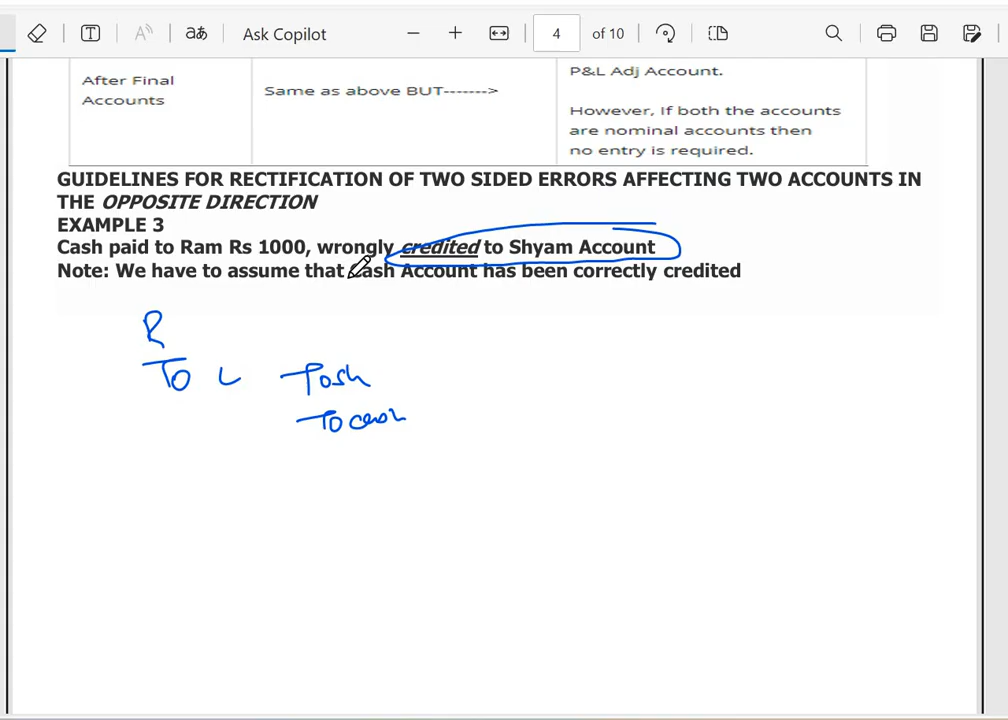 Ask Copilot
4 of 10
After Final Accounts
Same as above BUT------->
P&L Adj Account.
However, If both the accounts
are nominal accounts then
no entry is required.
GUIDELINES FOR RECTIFICATION OF TWO SIDED ERRORS AFFECTING TWO ACCOUNTS IN
THE OPPOSITE DIRECTION
EXAMPLE 3
Cash paid to Ram Rs 1000, wrongly credited to Shyam Account
Note: We have to assume that Cash Account has been correctly credited
R
To
To cash